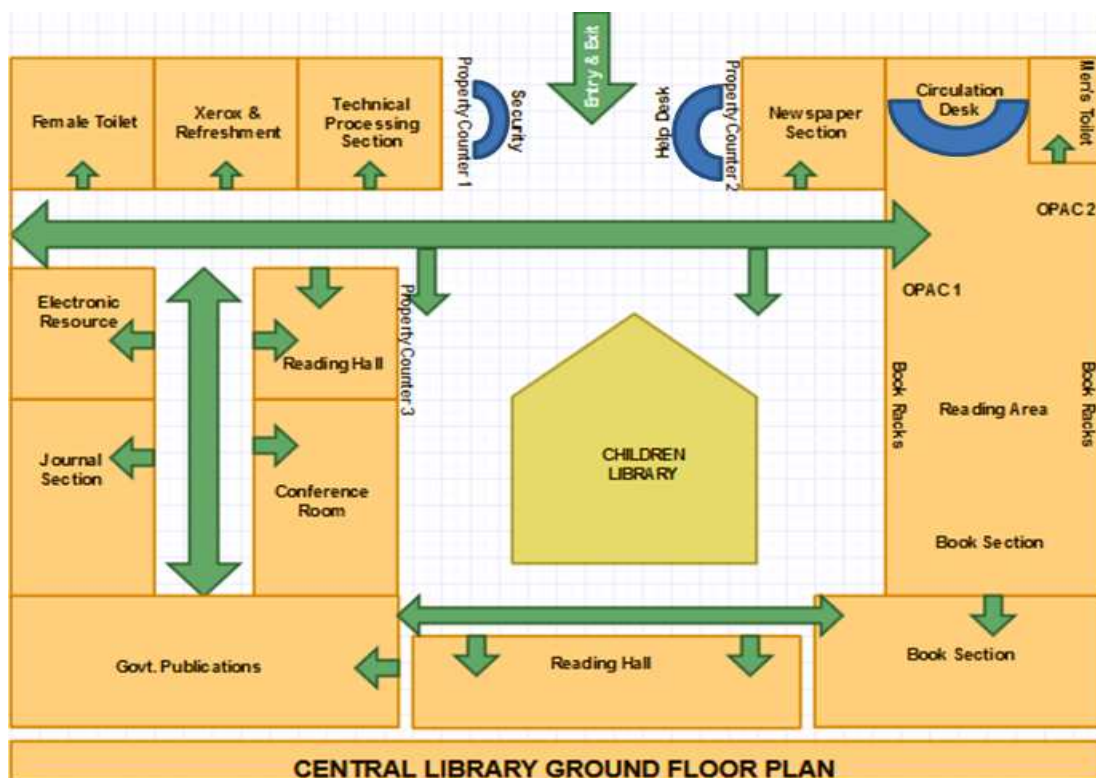 Entry & Exit
Female Toilet
Xerox &
Refreshment
Technical
Processing
Section
Property Counter 1
Security
Help Desk
Property Counter 2
Newspaper
Section
Circulation
Desk
Men's Toilet
OPAC 2
OPAC 1
Electronic
Resource
Reading Hall
Property Counter 3
Book Racks
Reading Area
Book Racks
Journal
Section
Conference
Room
CHILDREN
LIBRARY
Book Section
Govt. Publications
Reading Hall
Book Section
CENTRAL LIBRARY GROUND FLOOR PLAN